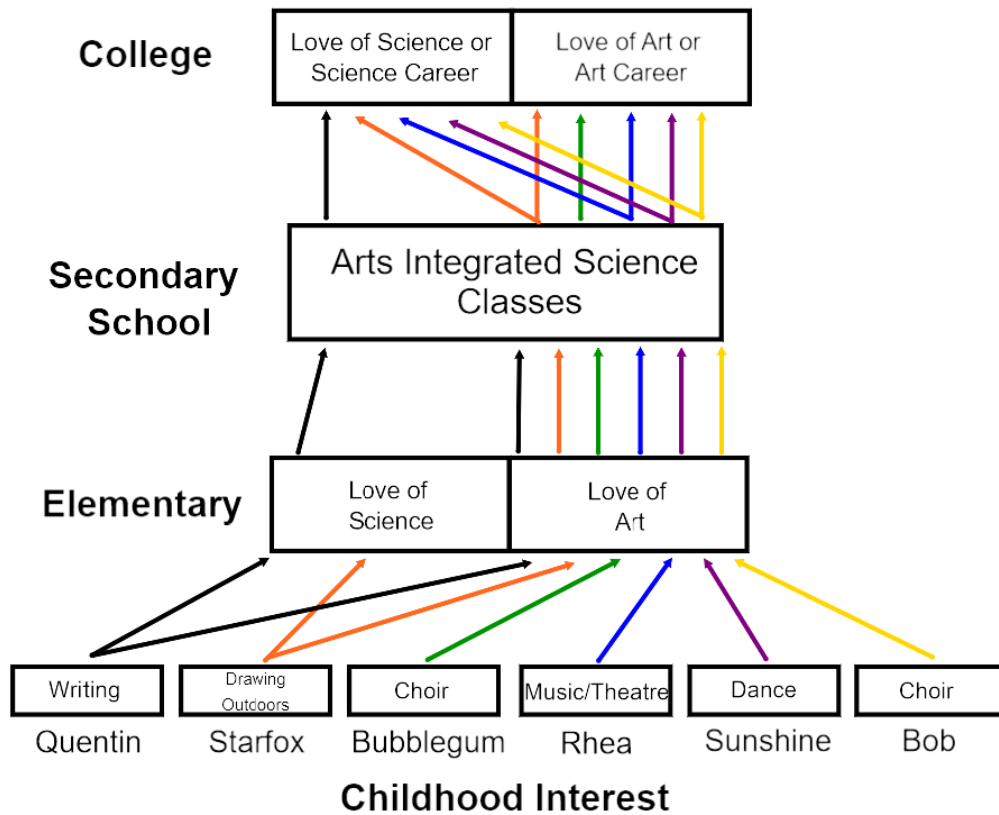 College
Love of Science or
Science Career
Love of Art or
Art Career
Secondary
School
Arts Integrated Science
Classes
Elementary
Love of
Science
Love of
Art
Writing
Drawing
Outdoors
Choir
Music/Theatre
Dance
Choir
Quentin
Starfox
Bubblegum
Rhea
Sunshine
Bob
Childhood Interest